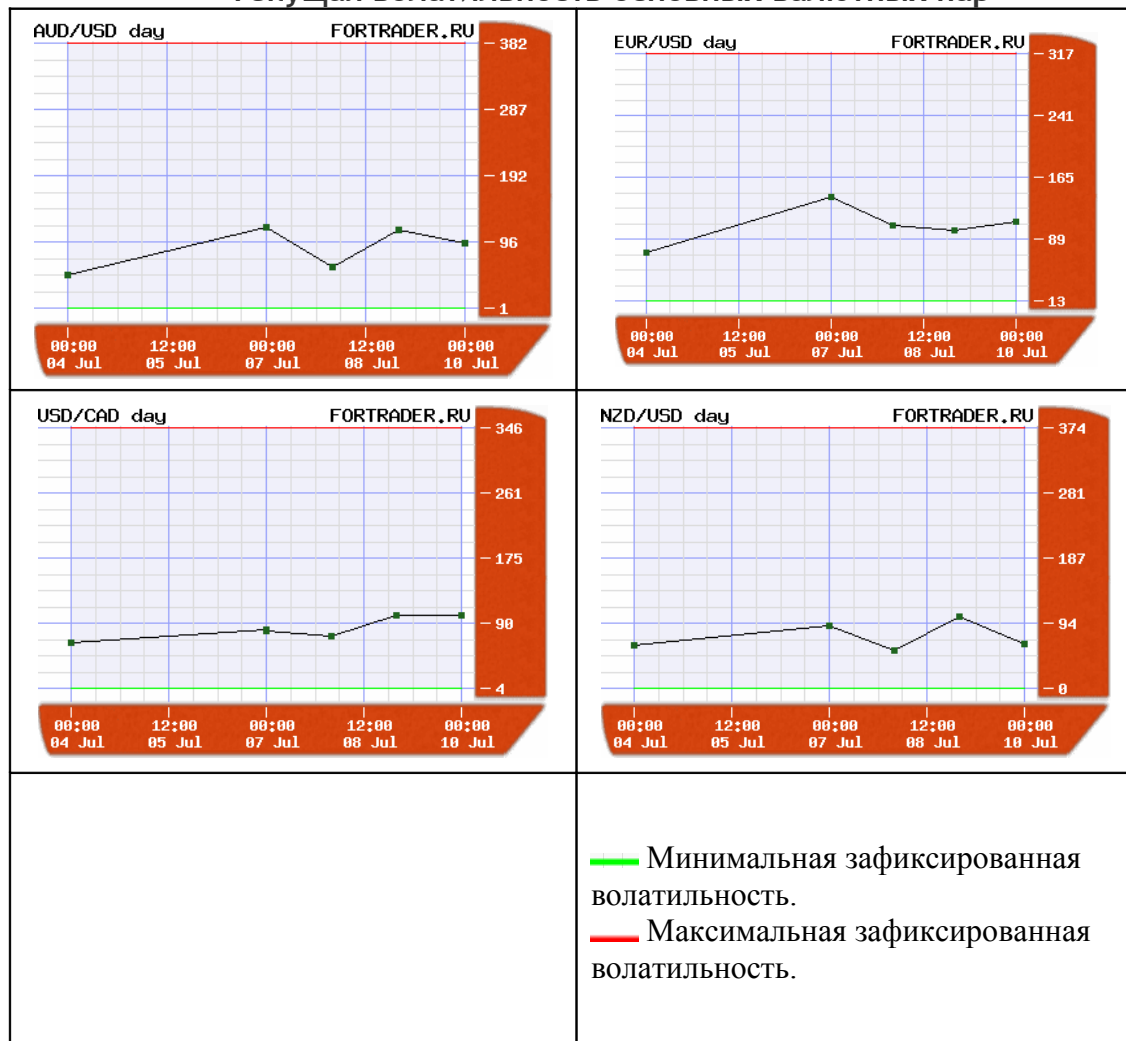 AUD/USD day FORTRADER.RU
382
287
192
96
1
00:00 12:00 00:00 12:00 00:00
04 Jul 05 Jul 07 Jul 08 Jul 10 Jul
EUR/USD day FORTRADER.RU
317
241
165
89
13
00:00 12:00 00:00 12:00 00:00
04 Jul 05 Jul 07 Jul 08 Jul 10 Jul
USD/CAD day FORTRADER.RU
346
261
175
90
4
00:00 12:00 00:00 12:00 00:00
04 Jul 05 Jul 07 Jul 08 Jul 10 Jul
NZD/USD day FORTRADER.RU
374
281
187
94
0
00:00 12:00 00:00 12:00 00:00
04 Jul 05 Jul 07 Jul 08 Jul 10 Jul
Минимальная зафиксированная
волатильность.
Максимальная зафиксированная
волатильность.